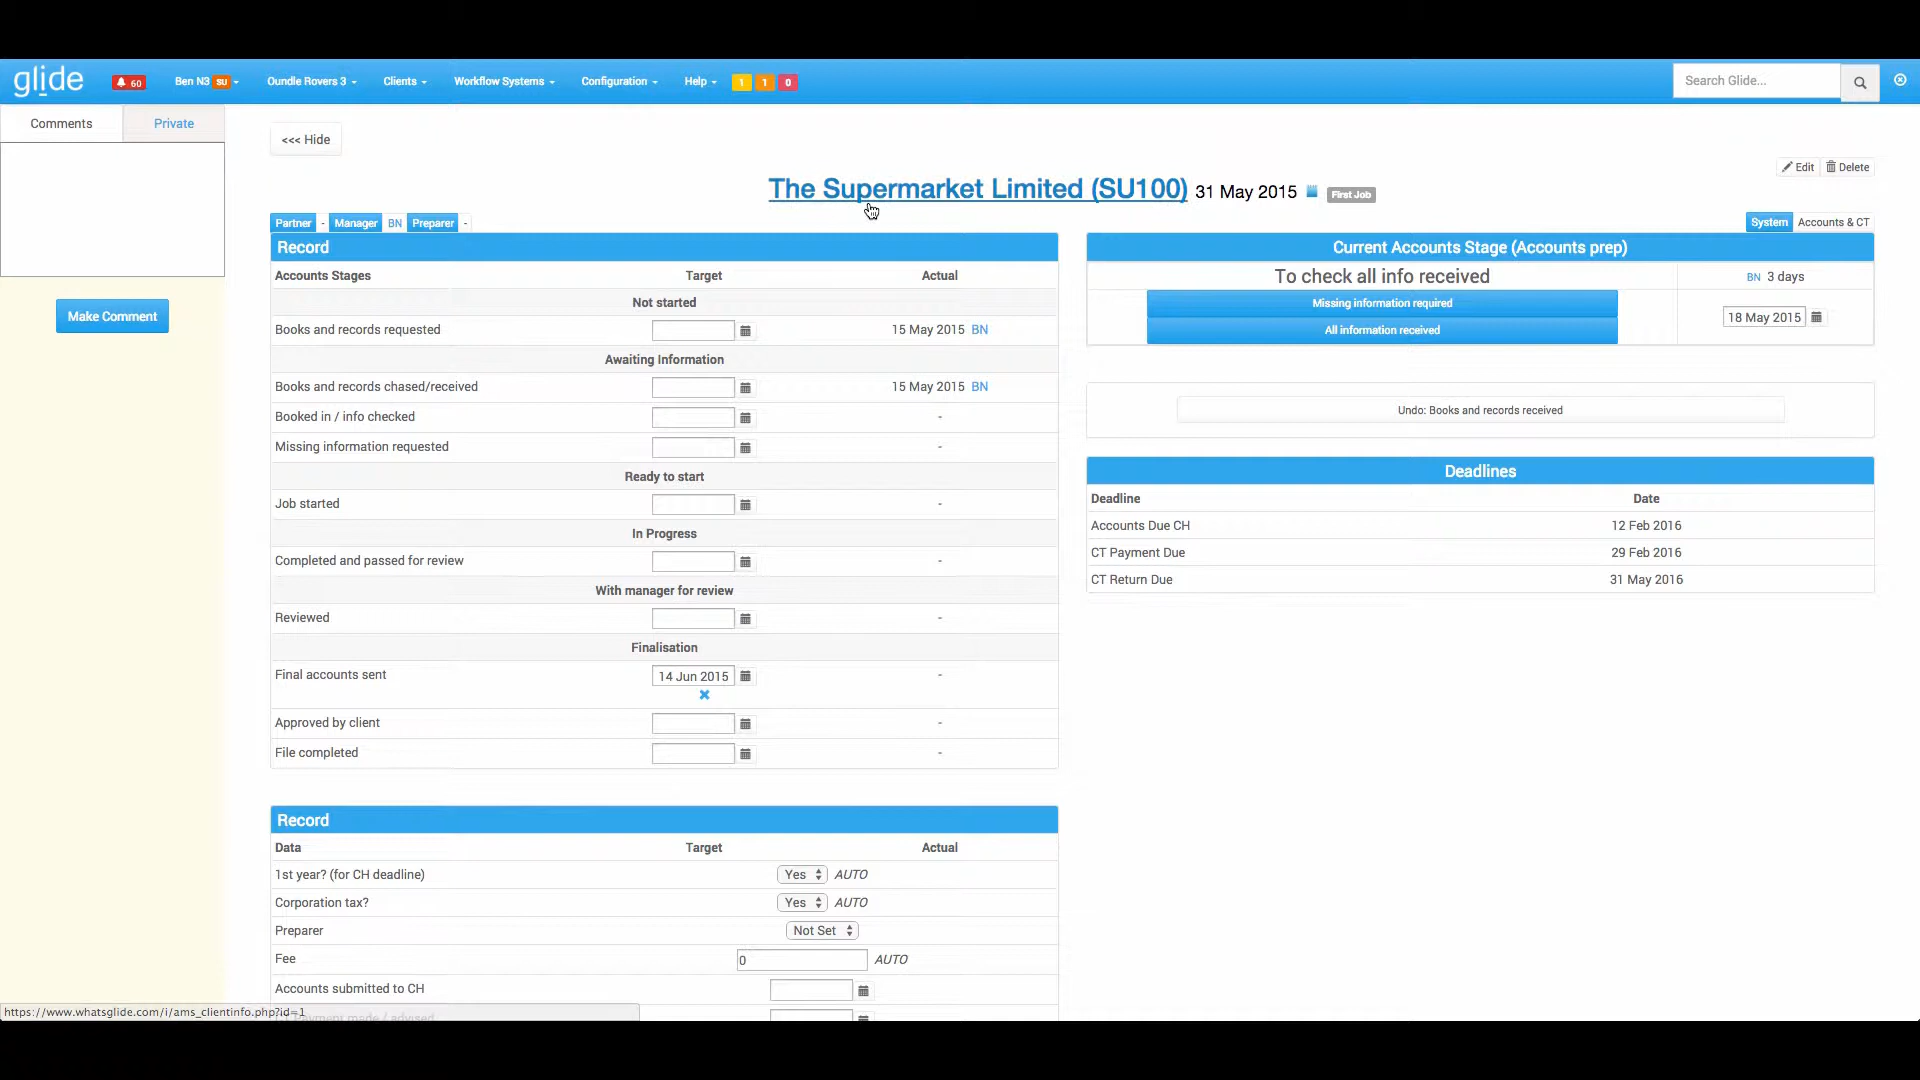 glide
60
Ben N3 SU
Oundle Rovers 3
Clients
Workflow Systems
Configuration
Help
1 1 0
Search Glide...
Comments
Private
Make Comment
<<< Hide
Edit
Delete
The Supermarket Limited (SU100) 31 May 2015 First Job
Partner - Manager BN Preparer -
System Accounts & CT
Record
Accounts Stages Target Actual
Not started
Books and records requested 15 May 2015 BN
Awaiting Information
Books and records chased/received 15 May 2015 BN
Booked in / info checked -
Missing information requested -
Ready to start
Job started -
In Progress
Completed and passed for review -
With manager for review
Reviewed -
Finalisation
Final accounts sent 14 Jun 2015 -
Approved by client -
File completed -
Current Accounts Stage (Accounts prep)
To check all info received BN 3 days
Missing information required
18 May 2015
All information received
Undo: Books and records received
Deadlines
Deadline Date
Accounts Due CH 12 Feb 2016
CT Payment Due 29 Feb 2016
CT Return Due 31 May 2016
Record
Data Target Actual
1st year? (for CH deadline) Yes AUTO
Corporation tax? Yes AUTO
Preparer Not Set
Fee 0 AUTO
Accounts submitted to CH
CT Payment made / advised
https://www.whatsglide.com/i/ams_clientinfo.php?id=1